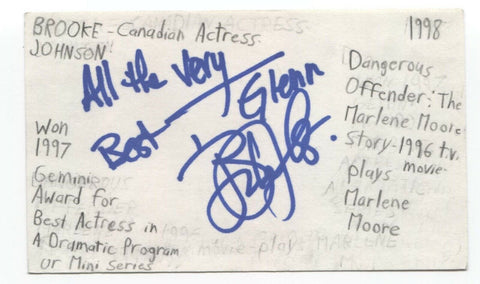 BROOKE - Canadian Actress
JOHNSON
1998
All the Very
Best
Glenn
Won
1997
Gemini
Award for
Best Actress in
A Dramatic Program
or Mini Series
Dangerous
Offender: The
Marlene Moore
Story - 1996 t.v.
movie -
plays
Marlene
Moore